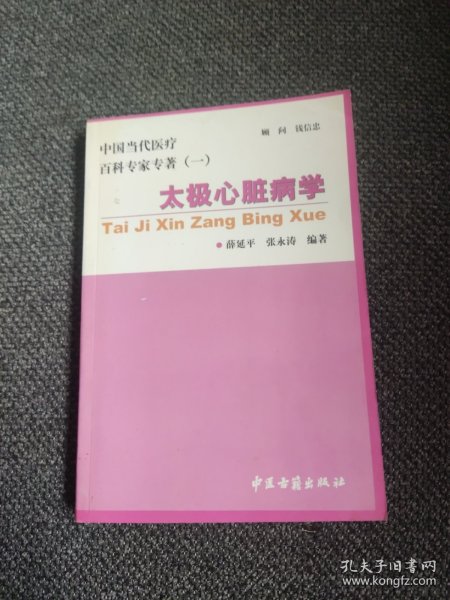 顾 问 钱信忠
中国当代医疗
百科专家专著（一）
太极心脏病学
Tai Ji Xin Zang Bing Xue
●薛延平 张永涛 编著
中医古籍出版社
孔夫子旧书网
www.kongfz.com